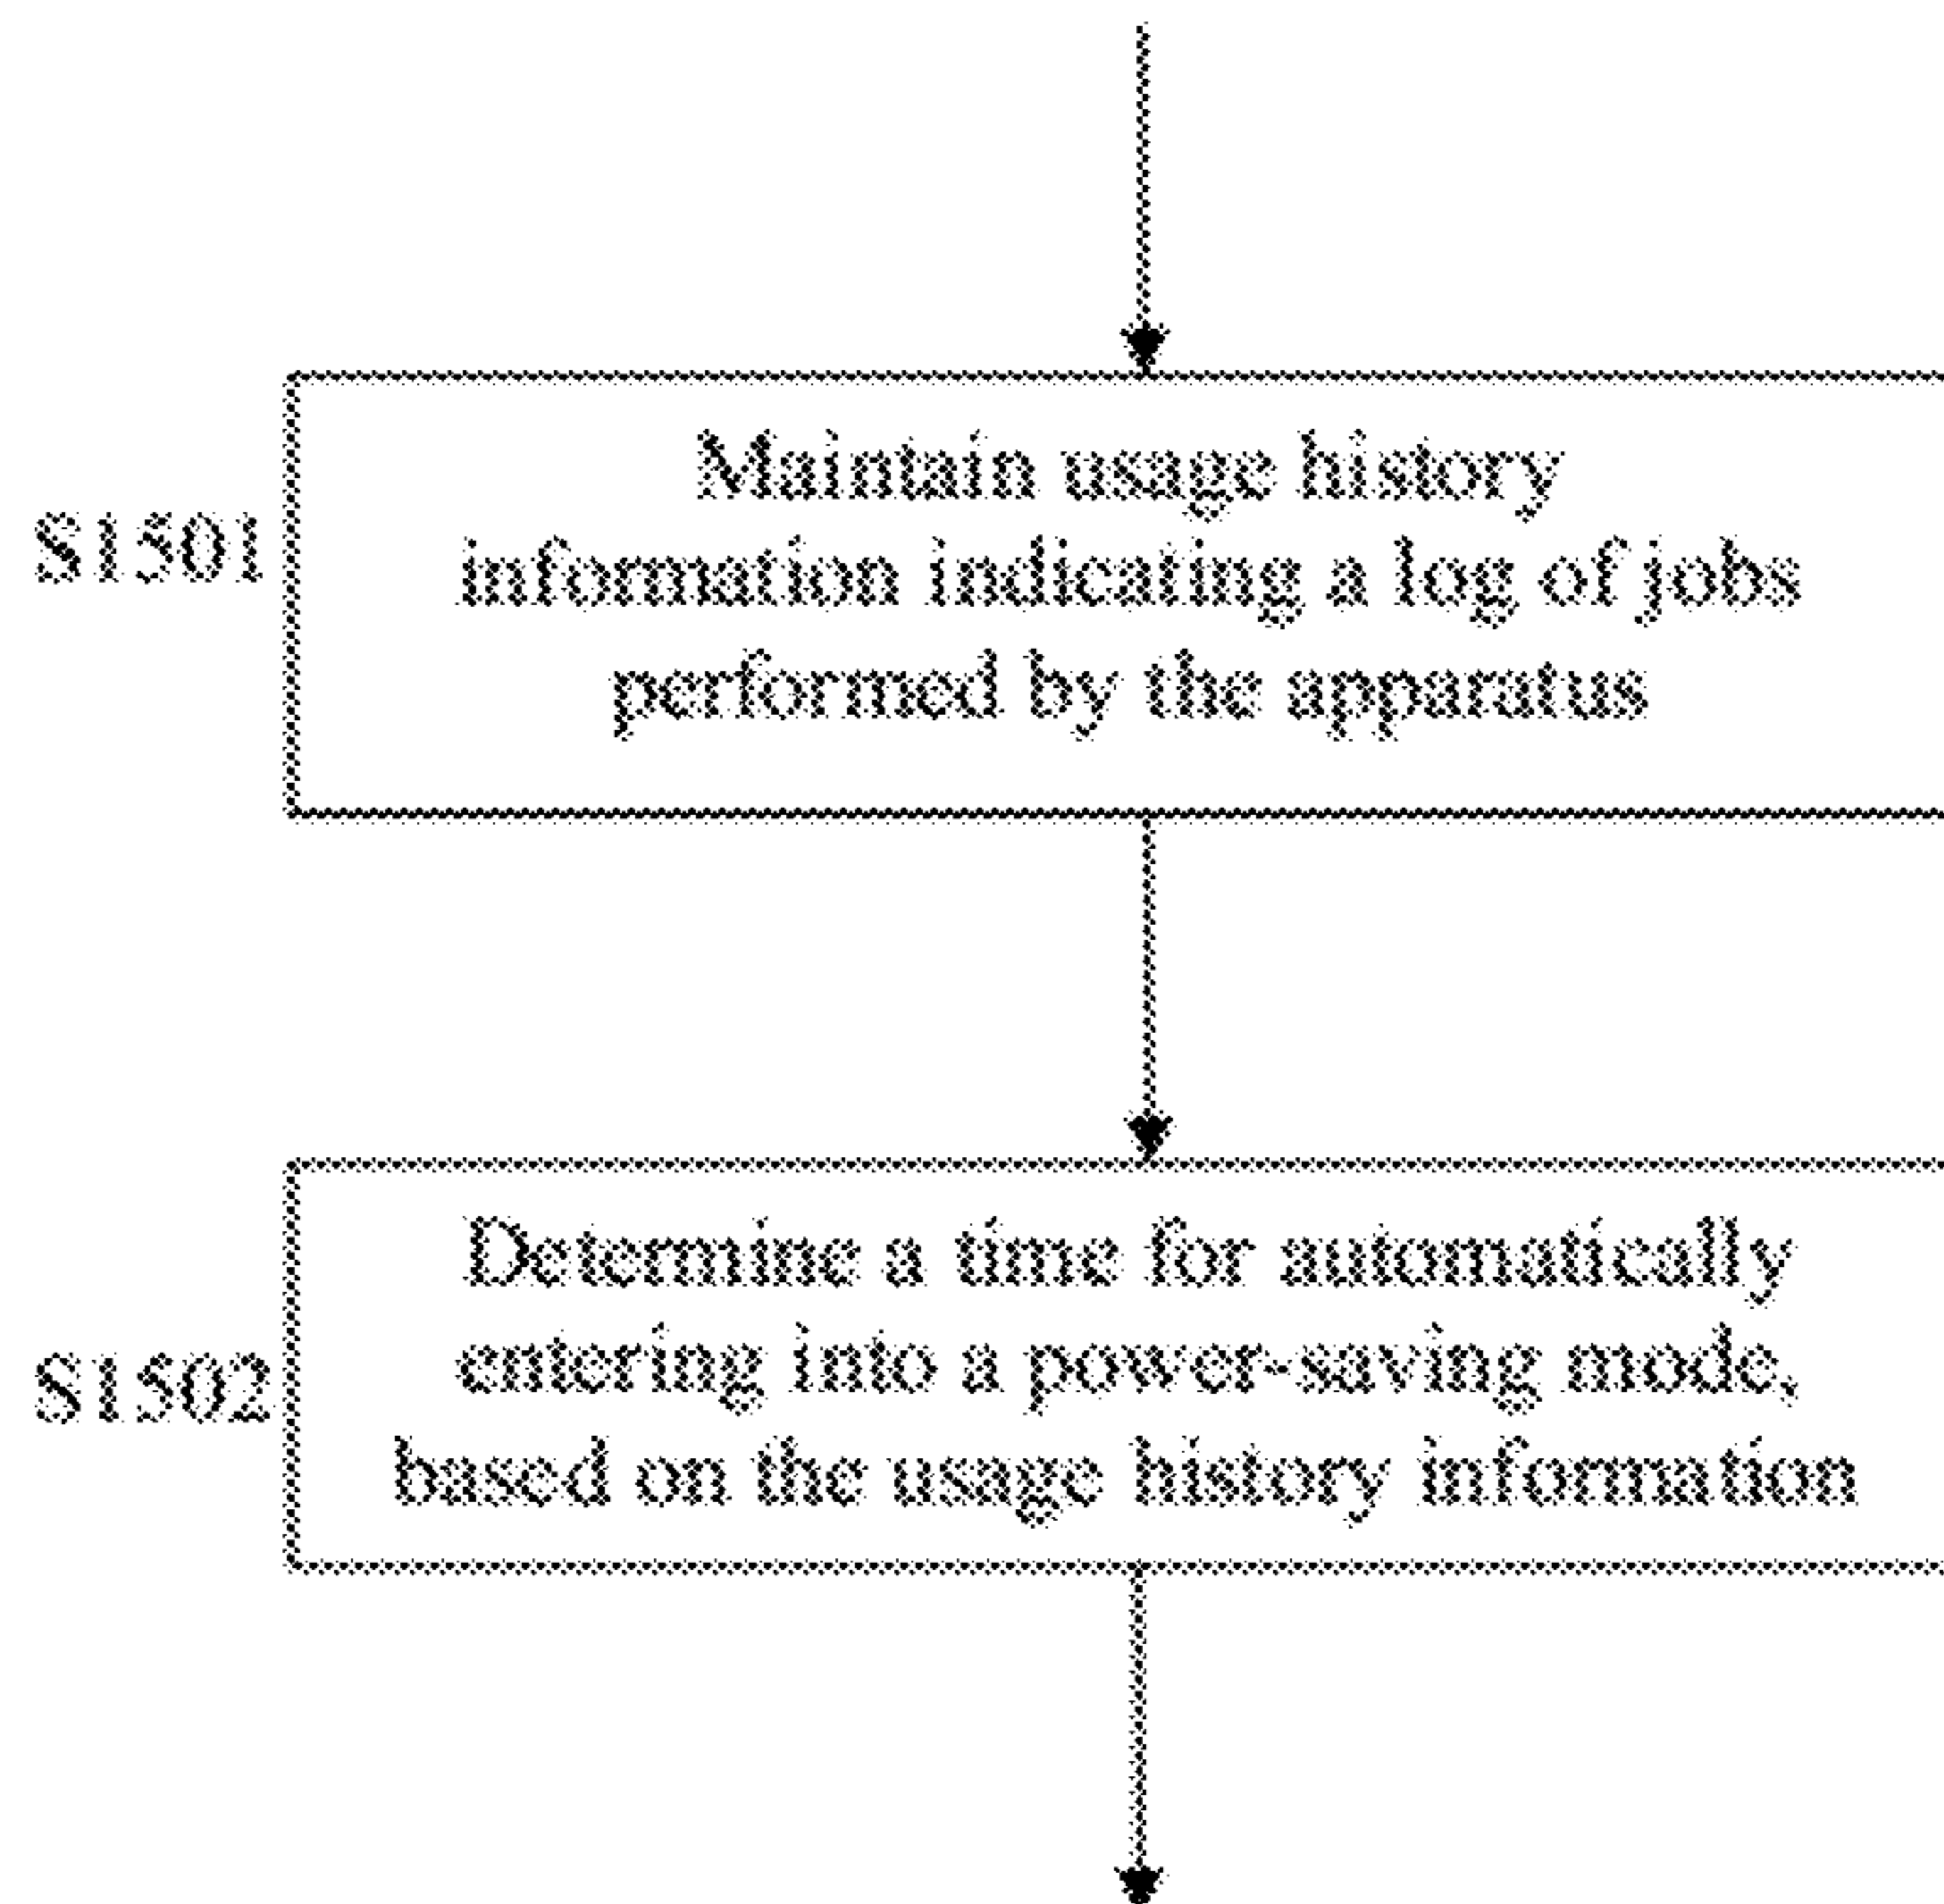 Maintain usage history
S1501
information indicating a log of jobs
performed by the apparatus
Determine a time for automatically
S1502
entering into a power-saving mode,
based on the usage history information